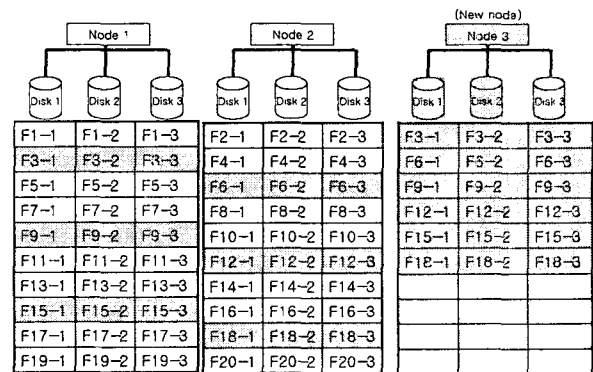 (New node)
Node 1 Node 2 Node 3
Disk 1 Disk 2 Disk 3 Disk 1 Disk 2 Disk 3 Disk 1 Disk 2 Disk 3
F1-1 F1-2 F1-3 F2-1 F2-2 F2-3 F3-1 F3-2 F3-3
F3-1 F3-2 F3-3 F4-1 F4-2 F4-3 F6-1 F6-2 F6-3
F5-1 F5-2 F5-3 F6-1 F6-2 F6-3 F9-1 F9-2 F9-3
F7-1 F7-2 F7-3 F8-1 F8-2 F8-3 F12-1 F12-2 F12-3
F9-1 F9-2 F9-3 F10-1 F10-2 F10-3 F15-1 F15-2 F15-3
F11-1 F11-2 F11-3 F12-1 F12-2 F12-3 F18-1 F18-2 F18-3
F13-1 F13-2 F13-3 F14-1 F14-2 F14-3
F15-1 F15-2 F15-3 F16-1 F16-2 F16-3
F17-1 F17-2 F17-3 F18-1 F18-2 F18-3
F19-1 F19-2 F19-3 F20-1 F20-2 F20-3